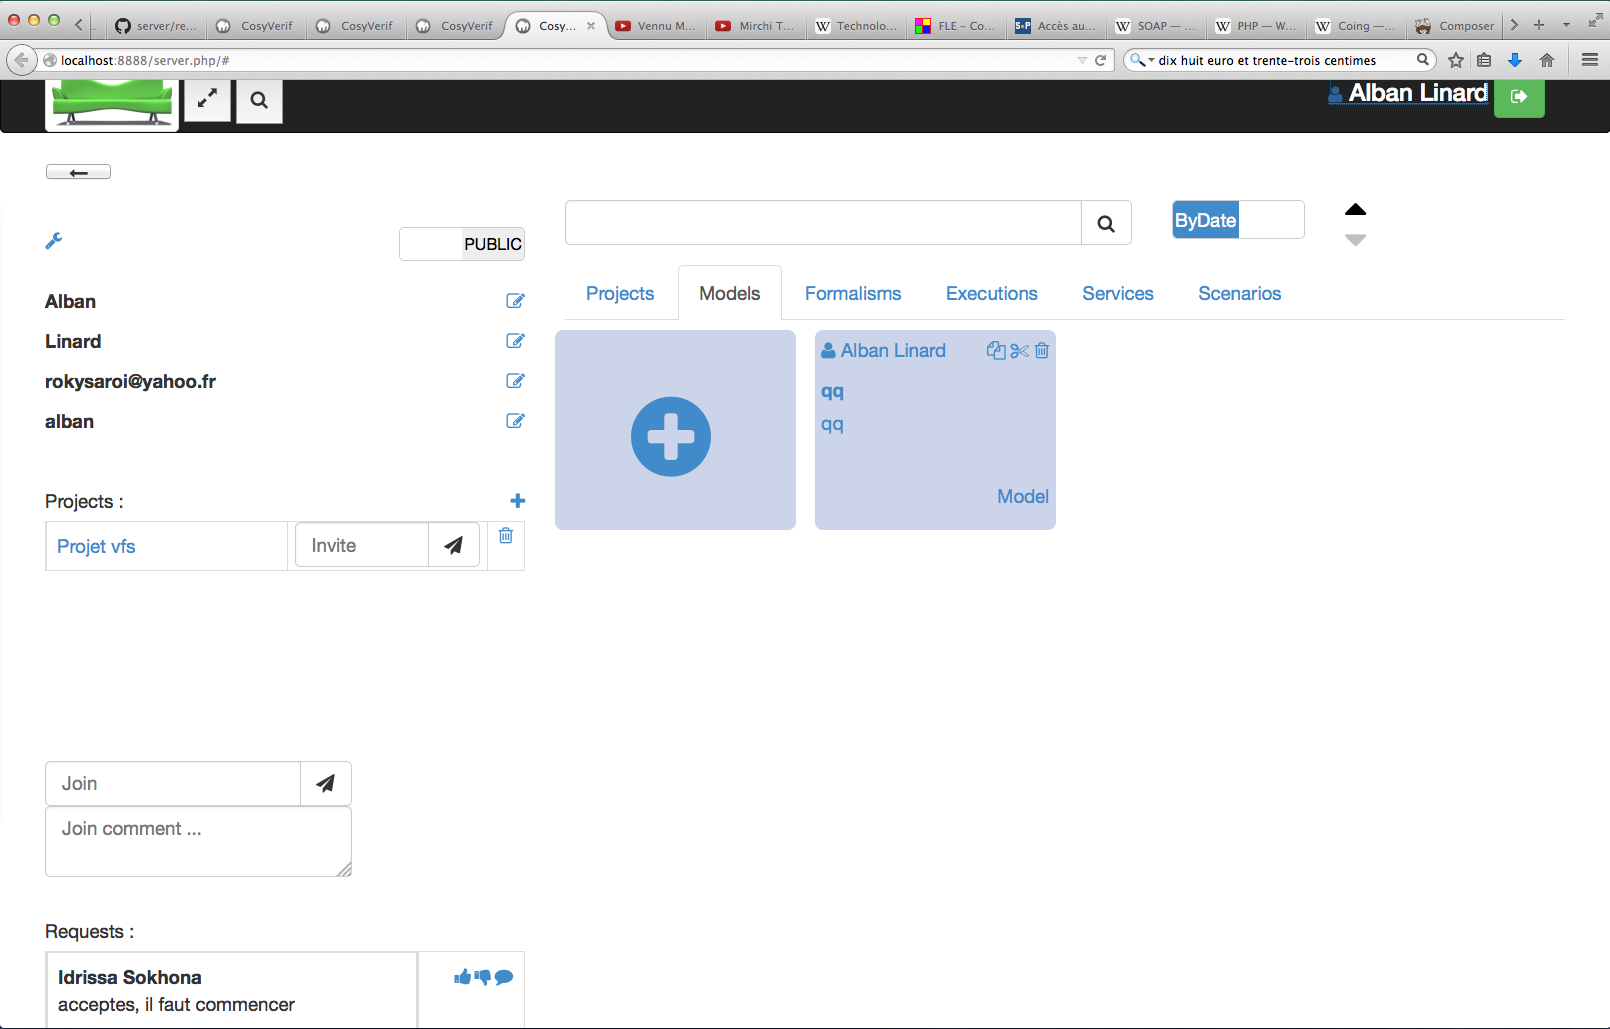 server/re...
CosyVerif
CosyVerif
CosyVerif
Cosy...
Vennu M...
Mirchi T...
Technolo...
FLE – Co...
Accès au...
SOAP — ...
PHP — W...
Coing —...
Composer
localhost:8888/server.php/#
dix huit euro et trente-trois centimes
Alban Linard
ByDate
PUBLIC
Alban
Linard
rokysaroi@yahoo.fr
alban
Projects :
Projet vfs
Invite
Projects
Models
Formalisms
Executions
Services
Scenarios
Alban Linard
qq
qq
Model
Join
Join comment ...
Requests :
Idrissa Sokhona
acceptes, il faut commencer